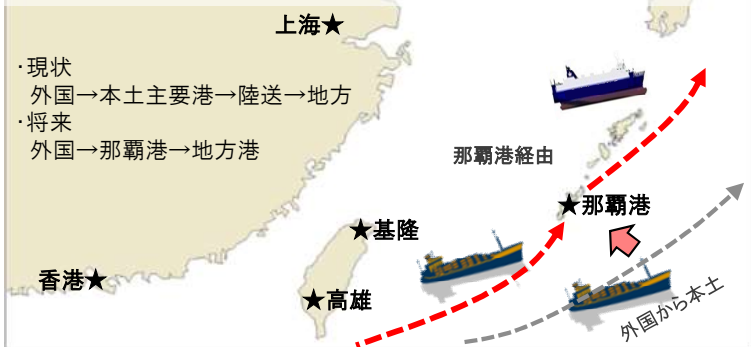 上海★
・現状
外国→本土主要港→陸送→地方
・将来
外国→那覇港→地方港
那覇港経由
★那覇港
★基隆
香港★
★高雄
外国から本土